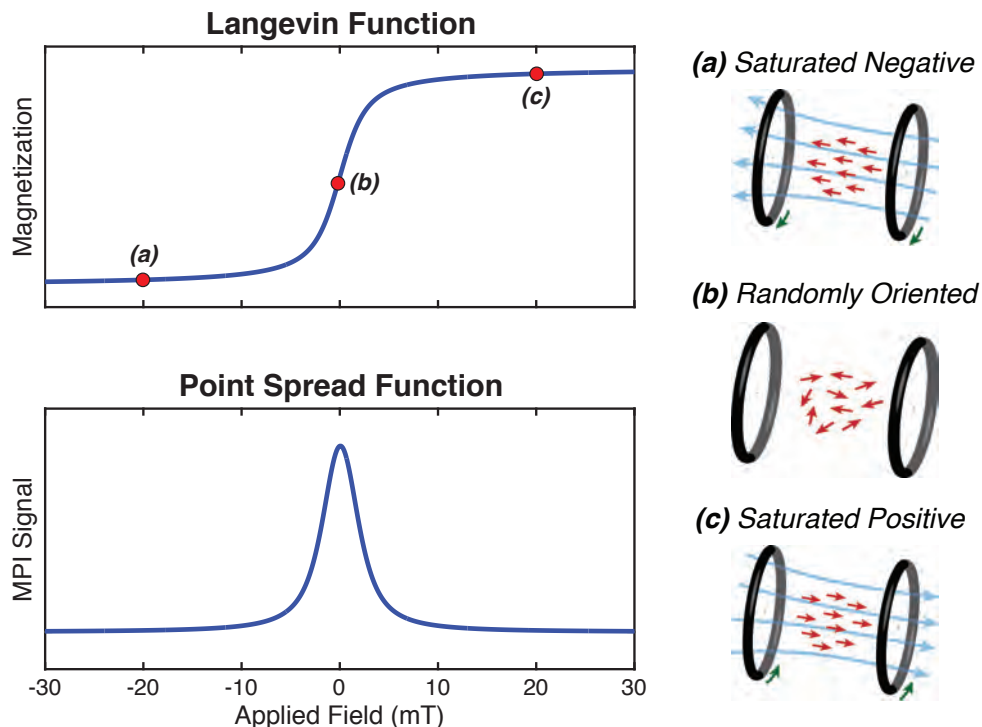 Langevin Function
Magnetization
(a)
(b)
(c)
Point Spread Function
MPI Signal
-30
-20
-10
0
10
20
30
Applied Field (mT)
(a) Saturated Negative
(b) Randomly Oriented
(c) Saturated Positive